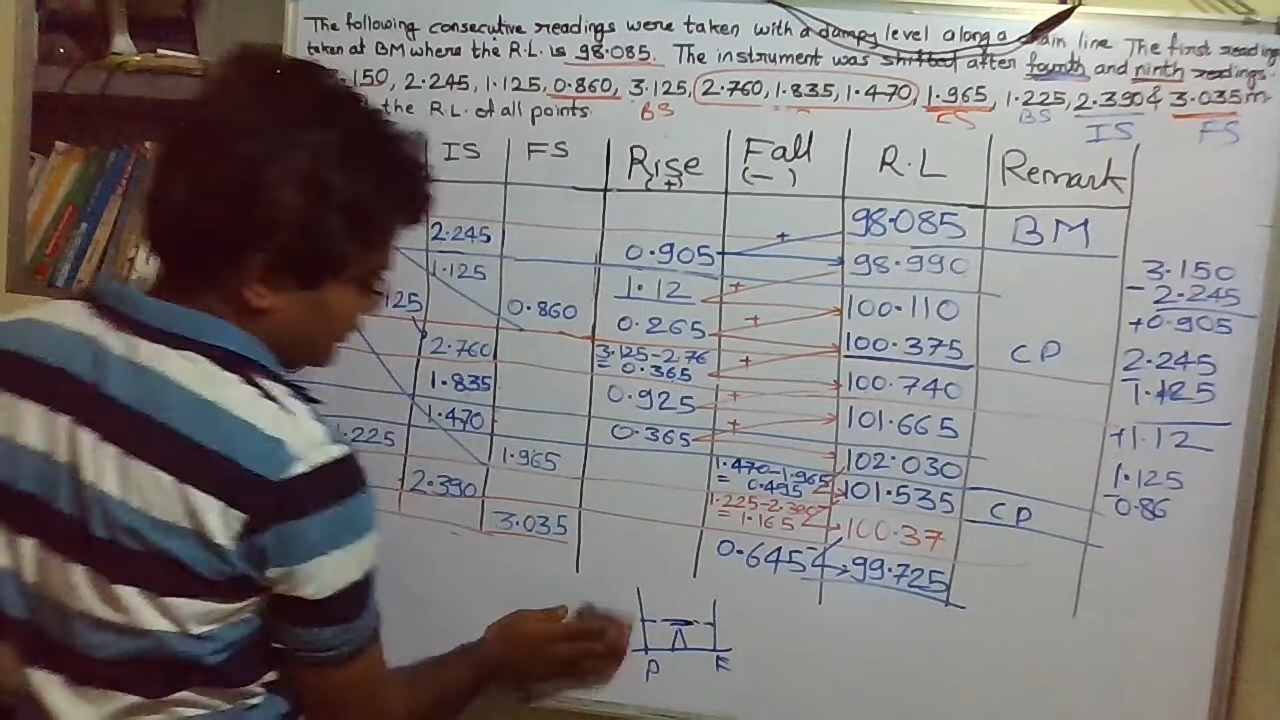 The following consecutive readings were taken with a dumpy level along a chain line The first reading
taken at BM where the R.L. is 98.085. The instrument was shifted after fourth and ninth readings.
.150, 2.245, 1.125, 0.860, 3.125, 2.760, 1.835, 1.470, 1.965, 1.225, 2.390 & 3.035m
the R.L. of all points. BS FS BS IS FS
IS FS Rise (+) Fall (-) R.L Remark
98.085 BM
2.245 0.905 98.990
1.125 1.12 100.110
125 0.860 0.265 100.375 CP
2.760 3.125-2.76 = 0.365 100.740
1.835 0.925 101.665
1.470 0.365 102.030
1.225 1.965 1.470-1.965 = 0.495 101.535 CP
2.390 1.225-2.390 = 1.165 100.37
3.035 0.645 99.725
3.150
- 2.245
+0.905
2.245
- 1.125
+1.12
1.125
-0.86
P